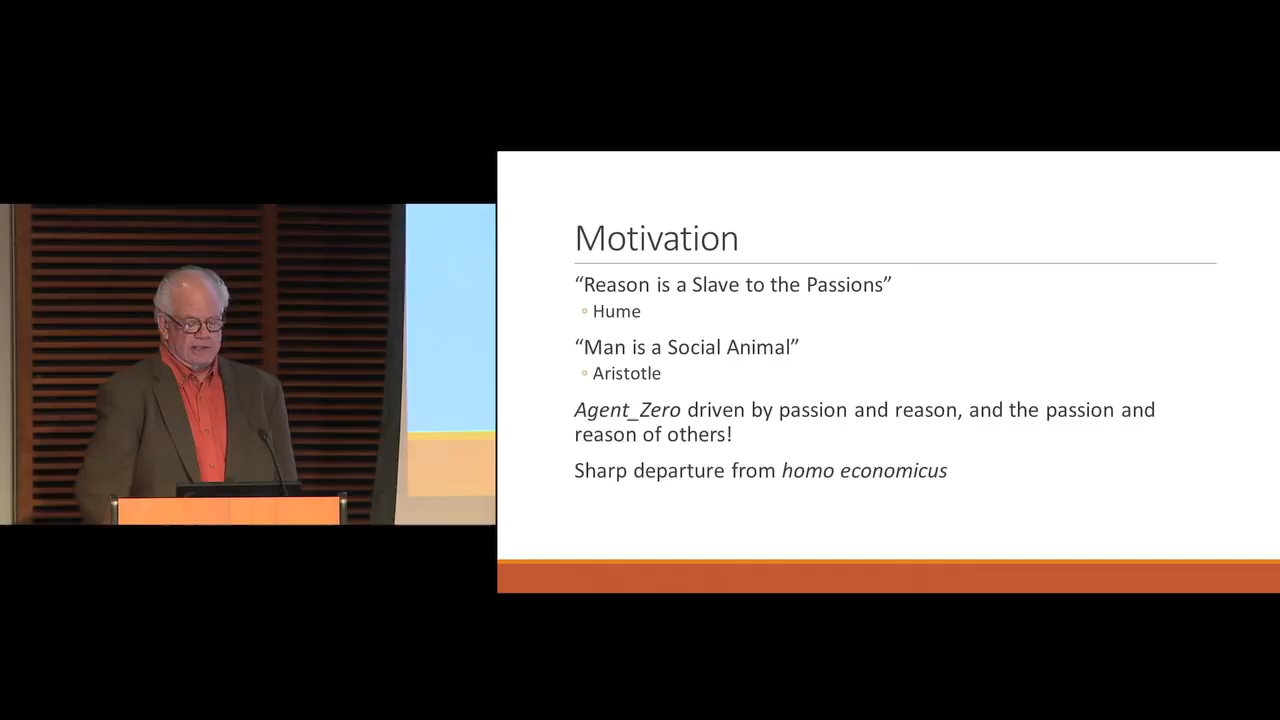 Motivation
“Reason is a Slave to the Passions”
◦ Hume
“Man is a Social Animal”
◦ Aristotle
Agent_Zero driven by passion and reason, and the passion and
reason of others!
Sharp departure from homo economicus